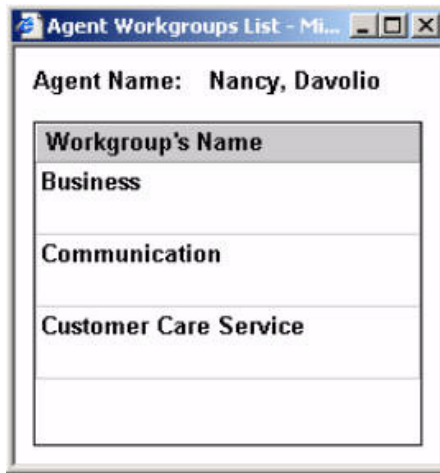 Agent Workgroups List - Mi...
Agent Name: Nancy, Davolio
Workgroup's Name
Business
Communication
Customer Care Service